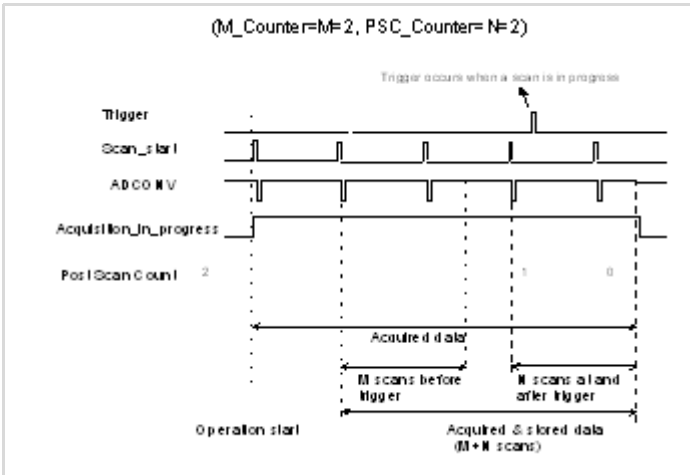 (M_Counter=M=2, PSC_Counter=N=2)
Trigger occurs when a scan is in progress
Trigger
Scan_start
ADCONV
Acquisition_in_progress
Post Scan Count 2 1 0
Acquired data
M scans before
trigger
N scans at and
after trigger
Operation start
Acquired & stored data
(M+N scans)